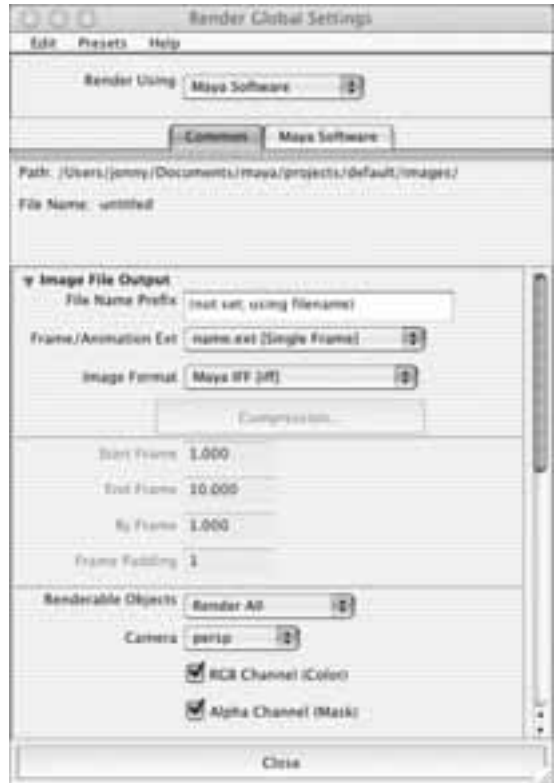 Render Global Settings
Edit Presets Help
Render Using Maya Software
Common Maya Software
Path: /Users/jonny/Documents/maya/projects/default/images/
File Name: untitled
Image File Output
File Name Prefix (not set; using filename)
Frame/Animation Ext name.ext [Single Frame]
Image Format Maya IFF [iff]
Compression...
Start Frame 1.000
End Frame 10.000
By Frame 1.000
Frame Padding 1
Renderable Objects Render All
Camera persp
RGB Channel (Color)
Alpha Channel (Mask)
Close